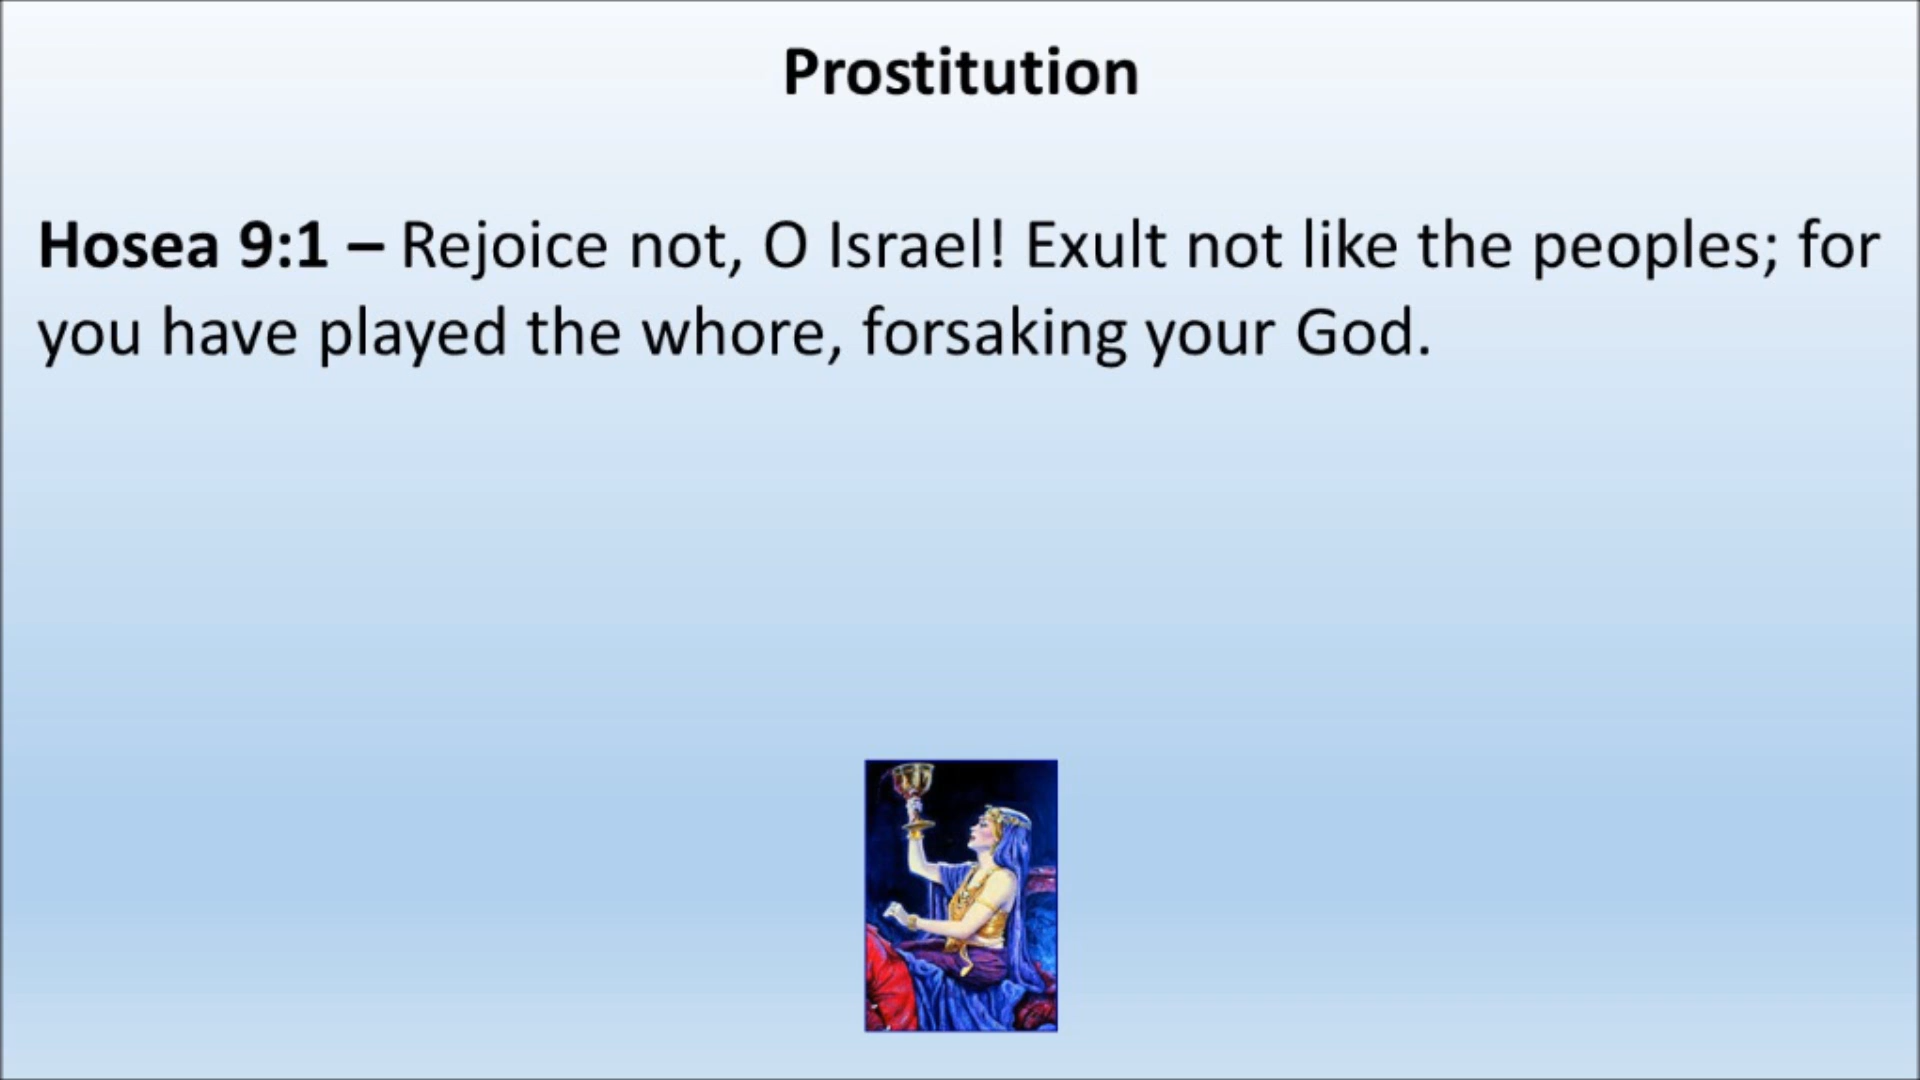 Prostitution
Hosea 9:1 – Rejoice not, O Israel! Exult not like the peoples; for
you have played the whore, forsaking your God.